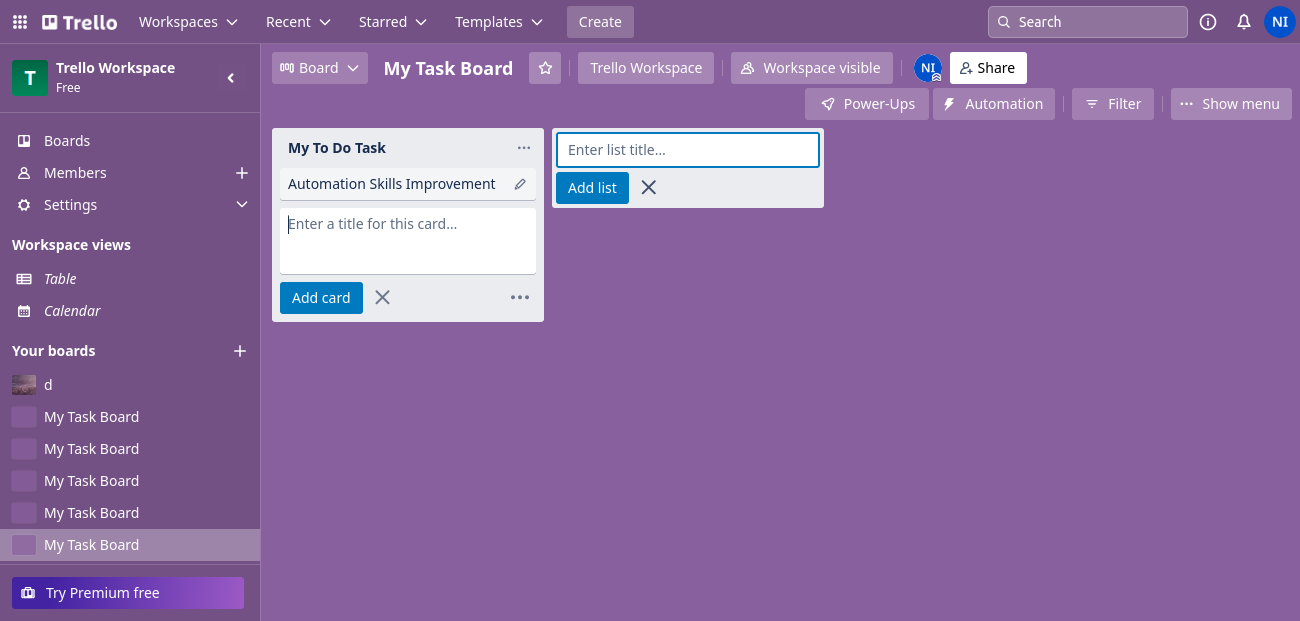 Trello
Workspaces
Recent
Starred
Templates
Create
Search
NI
T
Trello Workspace
Free
Boards
Members
Settings
Workspace views
Table
Calendar
Your boards
d
My Task Board
My Task Board
My Task Board
My Task Board
My Task Board
Try Premium free
Board
My Task Board
Trello Workspace
Workspace visible
NI
Share
Power-Ups
Automation
Filter
Show menu
My To Do Task
Automation Skills Improvement
Enter a title for this card...
Add card
Enter list title...
Add list